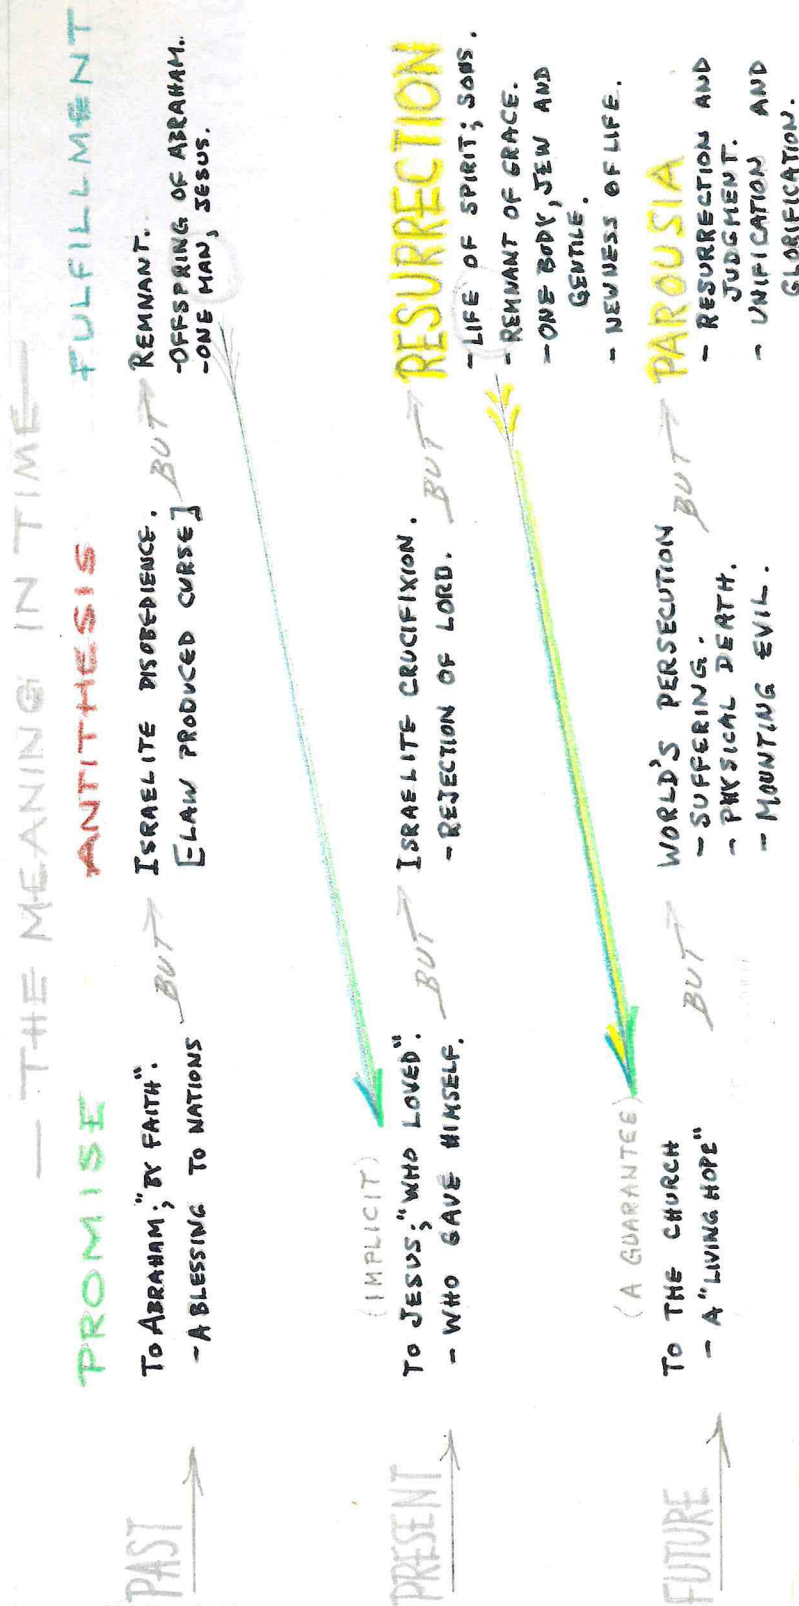 — THE MEANING IN TIME —
PROMISE ANTITHESIS FULFILLMENT
PAST
TO ABRAHAM; "BY FAITH".
- A BLESSING TO NATIONS
BUT
ISRAELITE DISOBEDIENCE.
[LAW PRODUCED CURSE]
BUT
REMNANT.
- OFFSPRING OF ABRAHAM.
- ONE MAN, JESUS.
PRESENT
(IMPLICIT)
TO JESUS; "WHO LOVED".
- WHO GAVE HIMSELF.
BUT
ISRAELITE CRUCIFIXION.
- REJECTION OF LORD.
BUT
RESURRECTION
- LIFE OF SPIRIT; SONS.
- REMNANT OF GRACE.
- ONE BODY, JEW AND
GENTILE.
- NEWNESS OF LIFE.
FUTURE
(A GUARANTEE)
TO THE CHURCH
- A "LIVING HOPE"
BUT
WORLD'S PERSECUTION
- SUFFERING.
- PHYSICAL DEATH.
- MOUNTING EVIL.
BUT
PAROUSIA
- RESURRECTION AND
JUDGMENT.
- UNIFICATION AND
GLORIFICATION.